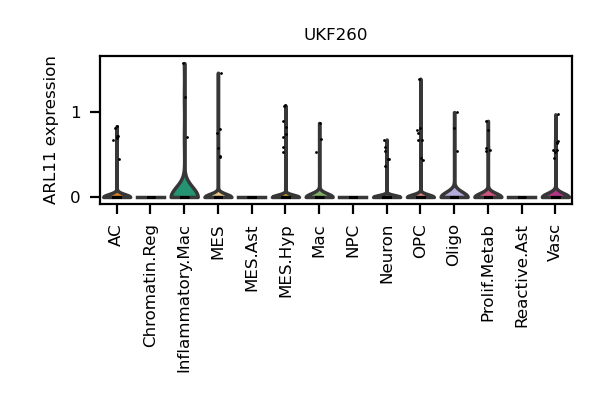 UKF260
ARL11 expression
1
0
AC
Chromatin.Reg
Inflammatory.Mac
MES
MES.Ast
MES.Hyp
Mac
NPC
Neuron
OPC
Oligo
Prolif.Metab
Reactive.Ast
Vasc